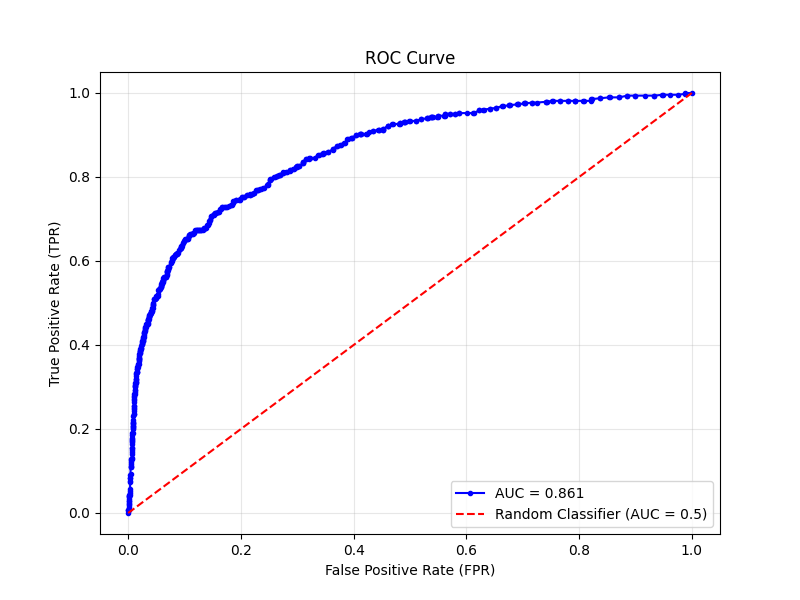 ROC Curve
1.0
0.8
0.6
0.4
0.2
0.0
True Positive Rate (TPR)
AUC = 0.861
Random Classifier (AUC = 0.5)
0.0 0.2 0.4 0.6 0.8 1.0
False Positive Rate (FPR)